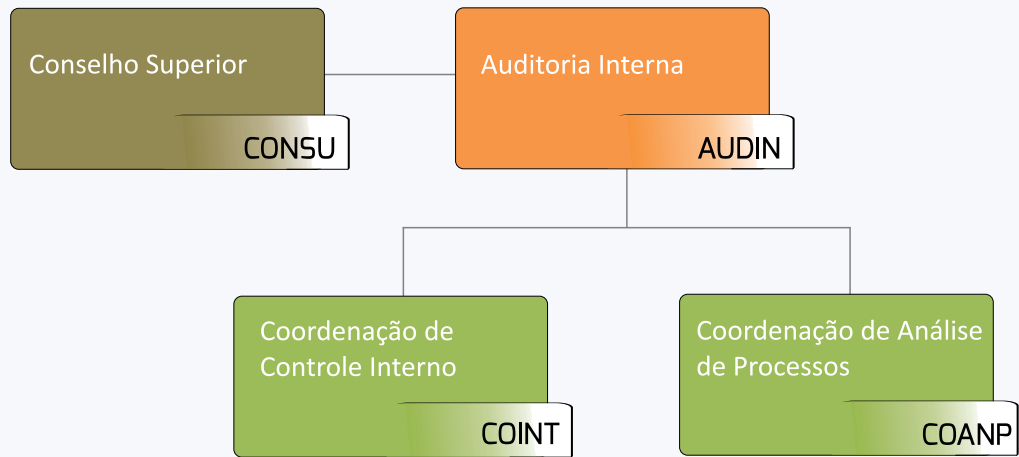 Conselho Superior
CONSU
Auditoria Interna
AUDIN
Coordenação de
Controle Interno
COINT
Coordenação de Análise
de Processos
COANP